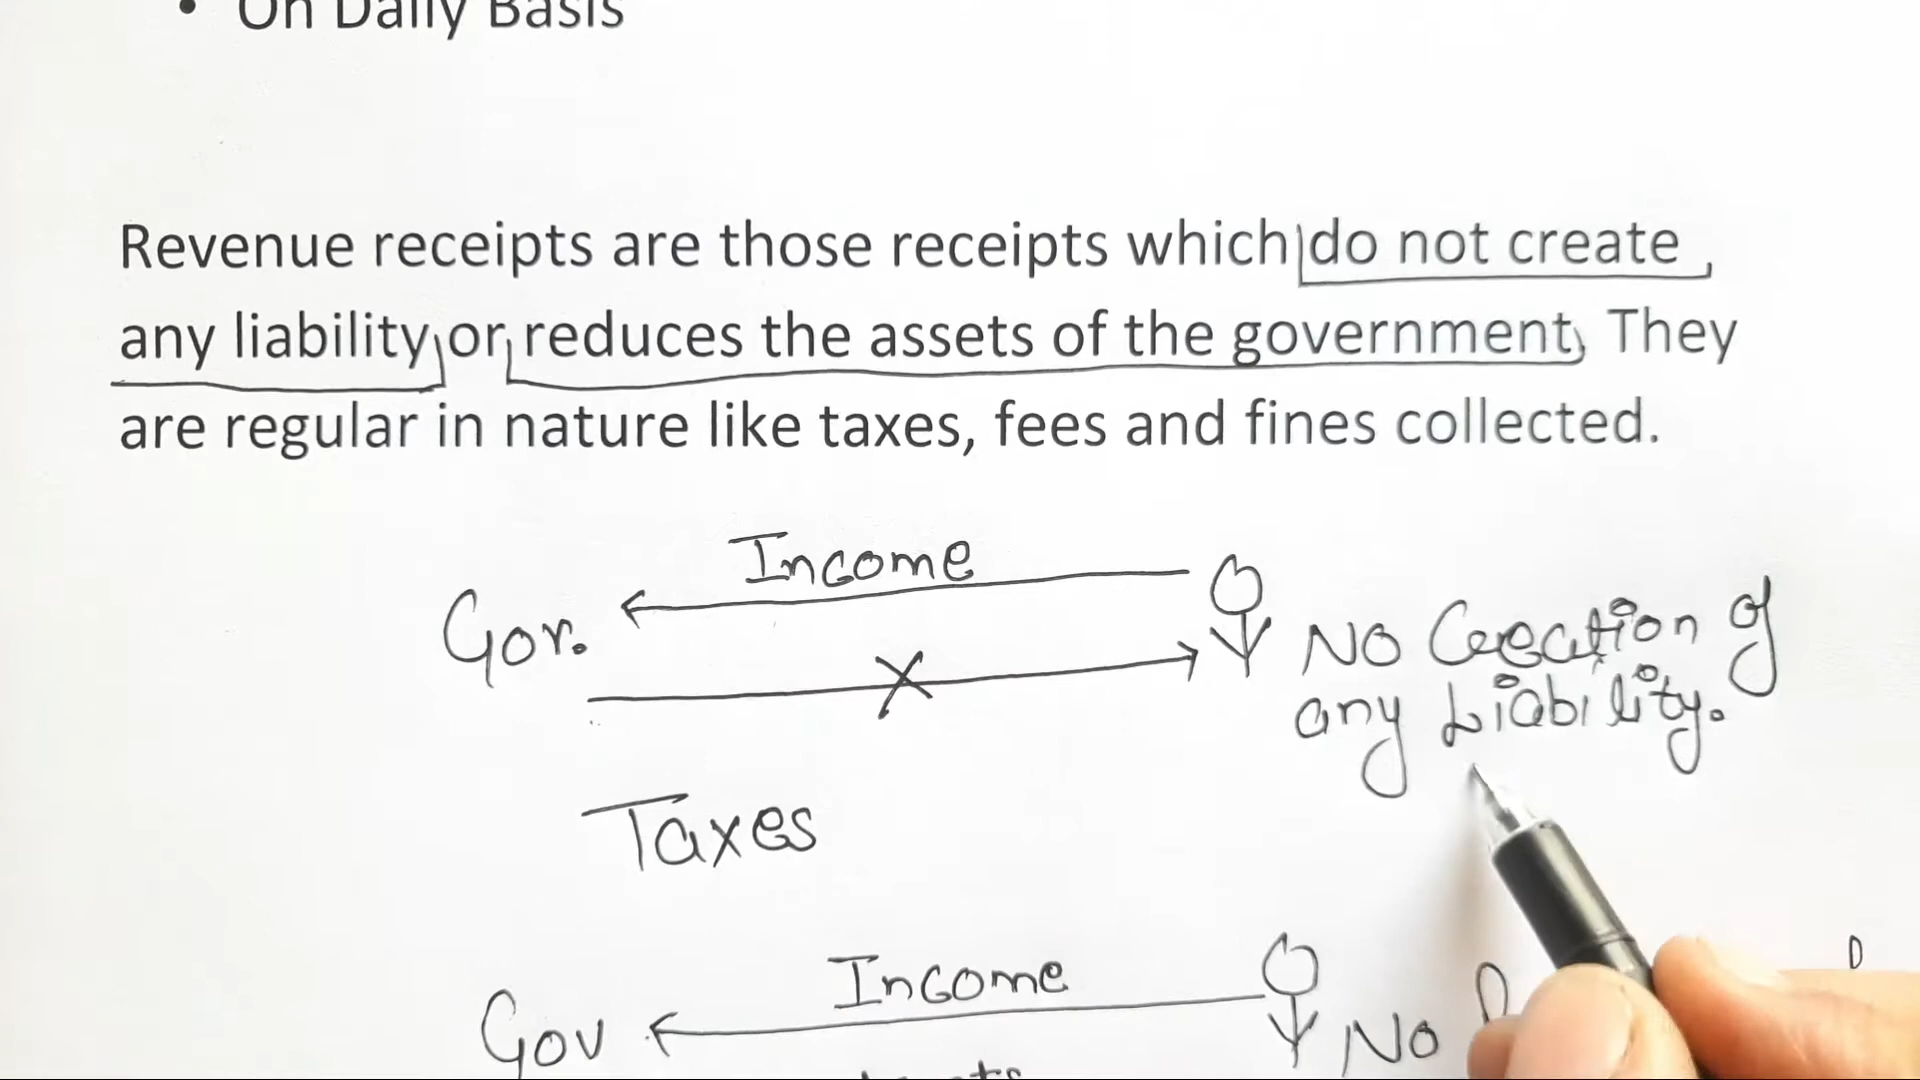 • On Daily Basis
Revenue receipts are those receipts which do not create
any liability or reduces the assets of the government. They
are regular in nature like taxes, fees and fines collected.
Income
Gov.
No Creation of
any Liability.
Taxes
Income
Gov
No